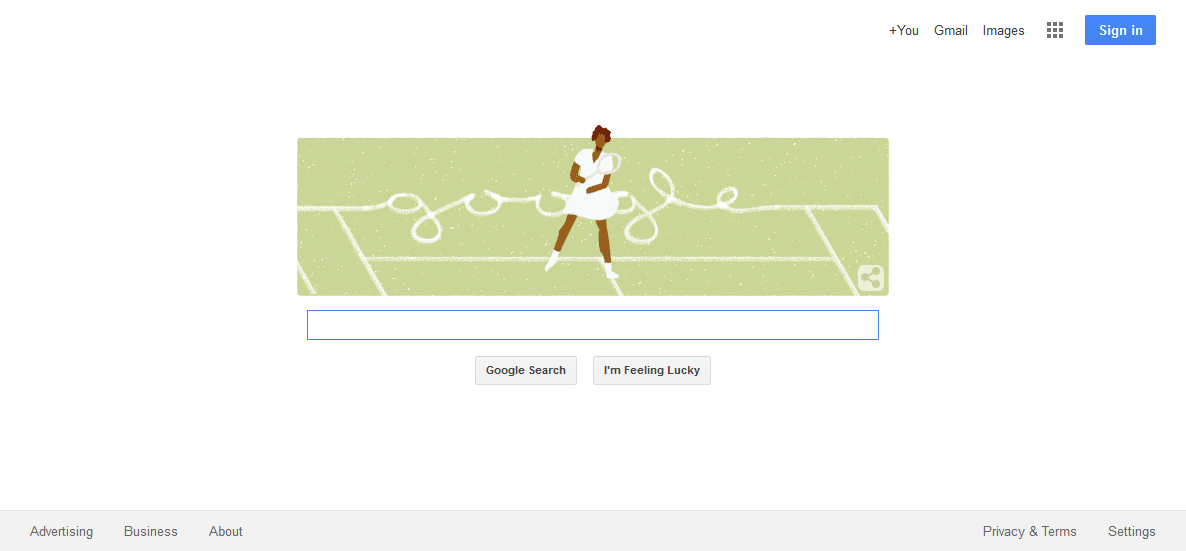 +You Gmail Images Sign in
google
Google Search I'm Feeling Lucky
Advertising Business About Privacy & Terms Settings